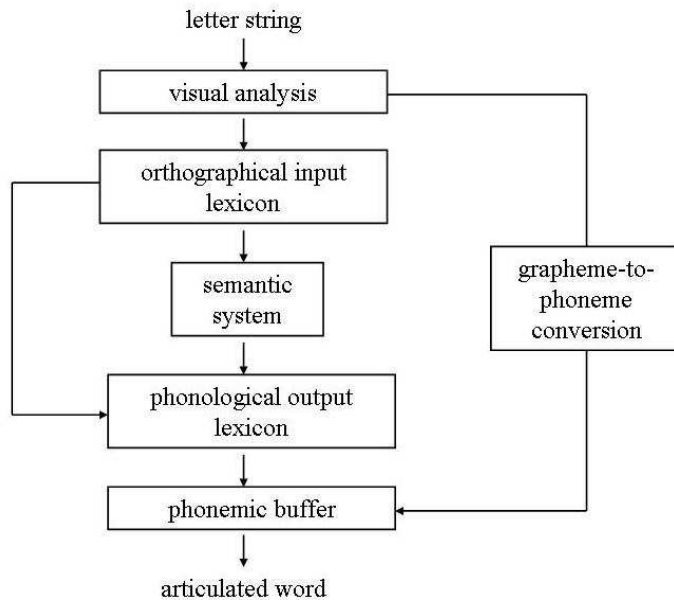 letter string
visual analysis
orthographical input
lexicon
semantic
system
grapheme-to-
phoneme
conversion
phonological output
lexicon
phonemic buffer
articulated word